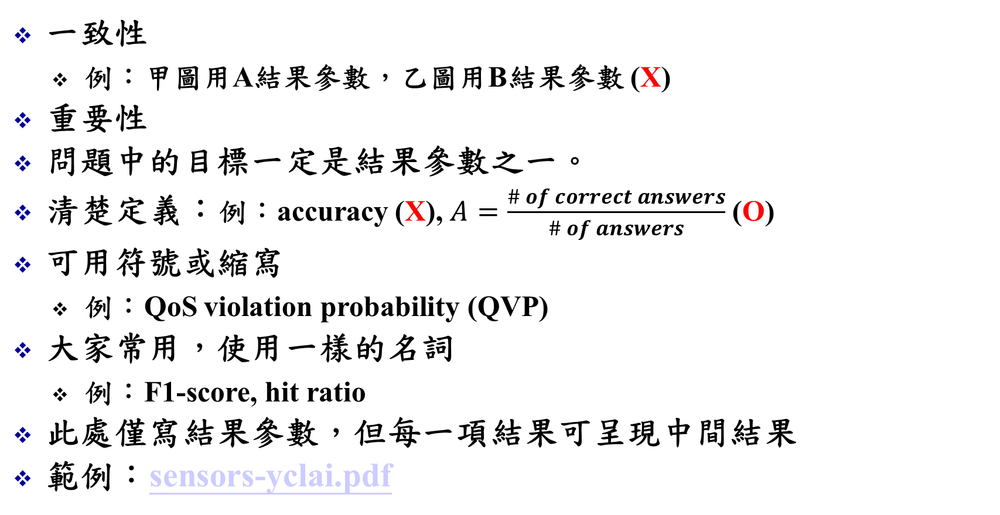 ❖ 一致性
❖ 例：甲圖用A結果參數，乙圖用B結果參數 (X)
❖ 重要性
❖ 問題中的目標一定是結果參數之一。
❖ 清楚定義：例：accuracy (X), A = # of correct answers / # of answers (O)
❖ 可用符號或縮寫
❖ 例：QoS violation probability (QVP)
❖ 大家常用，使用一樣的名詞
❖ 例：F1-score, hit ratio
❖ 此處僅寫結果參數，但每一項結果可呈現中間結果
❖ 範例：sensors-yclai.pdf